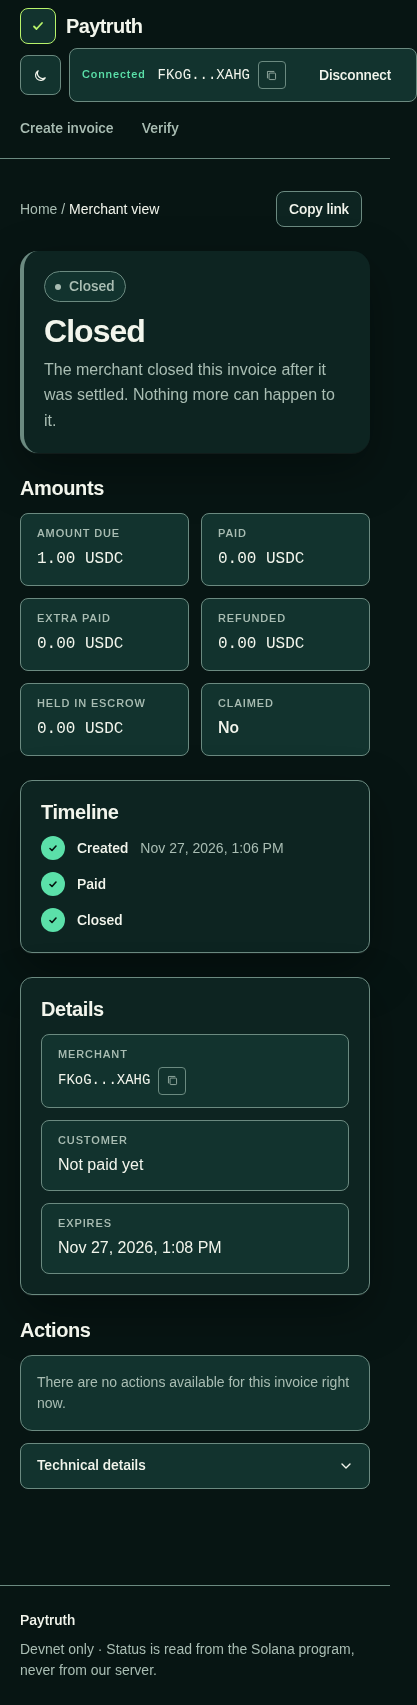 Paytruth
Connected FKoG...XAHG Disconnect
Create invoice Verify
Home / Merchant view Copy link
Closed
Closed
The merchant closed this invoice after it
was settled. Nothing more can happen to
it.
Amounts
AMOUNT DUE PAID
1.00 USDC 0.00 USDC
EXTRA PAID REFUNDED
0.00 USDC 0.00 USDC
HELD IN ESCROW CLAIMED
0.00 USDC No
Timeline
Created Nov 27, 2026, 1:06 PM
Paid
Closed
Details
MERCHANT
FKoG...XAHG
CUSTOMER
Not paid yet
EXPIRES
Nov 27, 2026, 1:08 PM
Actions
There are no actions available for this invoice right
now.
Technical details
Paytruth
Devnet only · Status is read from the Solana program,
never from our server.